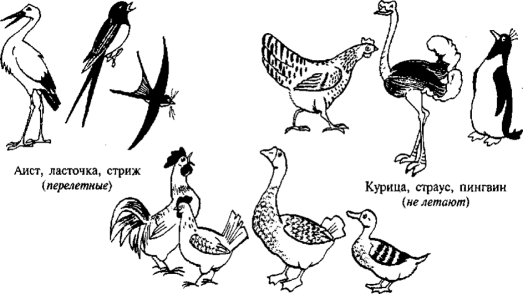 Аист, ласточка, стриж
(перелетные)
Курица, страус, пингвин
(не летают)